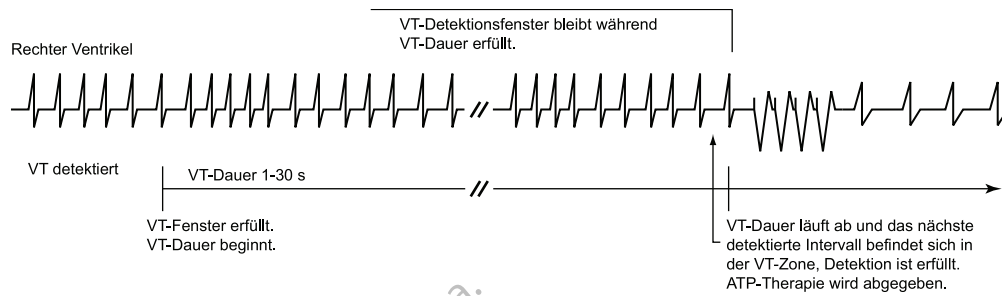 VT-Detektionsfenster bleibt während
VT-Dauer erfüllt.
Rechter Ventrikel
VT detektiert
VT-Dauer 1-30 s
VT-Fenster erfüllt.
VT-Dauer beginnt.
VT-Dauer läuft ab und das nächste
detektierte Intervall befindet sich in
der VT-Zone, Detektion ist erfüllt.
ATP-Therapie wird abgegeben.